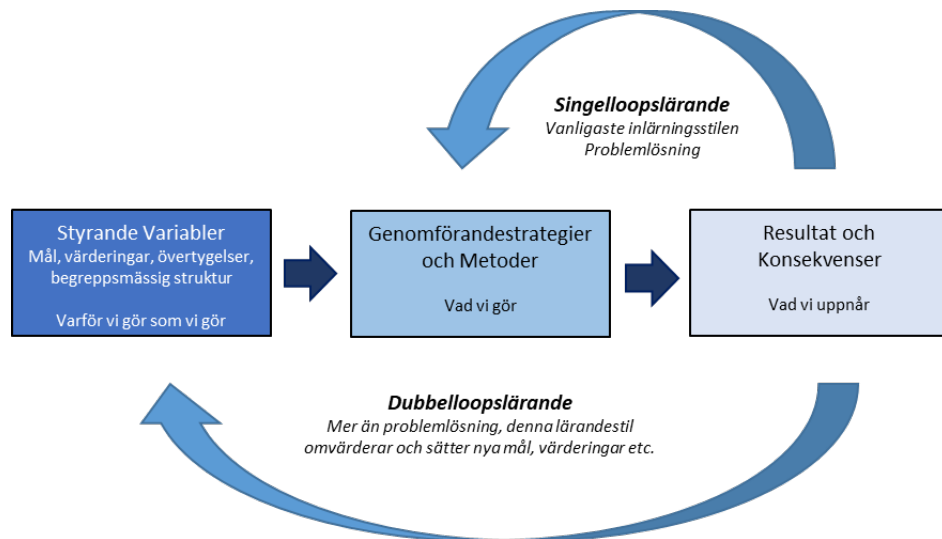 Singelloopslärande
Vanligaste inlärningsstilen
Problemlösning
Styrande Variabler
Mål, värderingar, övertygelser,
begreppsmässig struktur
Varför vi gör som vi gör
Genomförandestrategier
och Metoder
Vad vi gör
Resultat och
Konsekvenser
Vad vi uppnår
Dubbelloopslärande
Mer än problemlösning, denna lärandestil
omvärderar och sätter nya mål, värderingar etc.